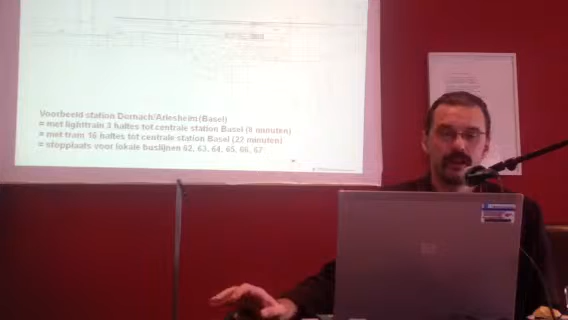 Voorbeeld station Dornach/Arlesheim (Basel)
= met lighttrain 3 haltes tot centrale station Basel (8 minuten)
= met tram 16 haltes tot centrale station Basel (27 minuten)
= stopplaats voor lokale buslijnen 62, 63, 64, 65, 66, 67